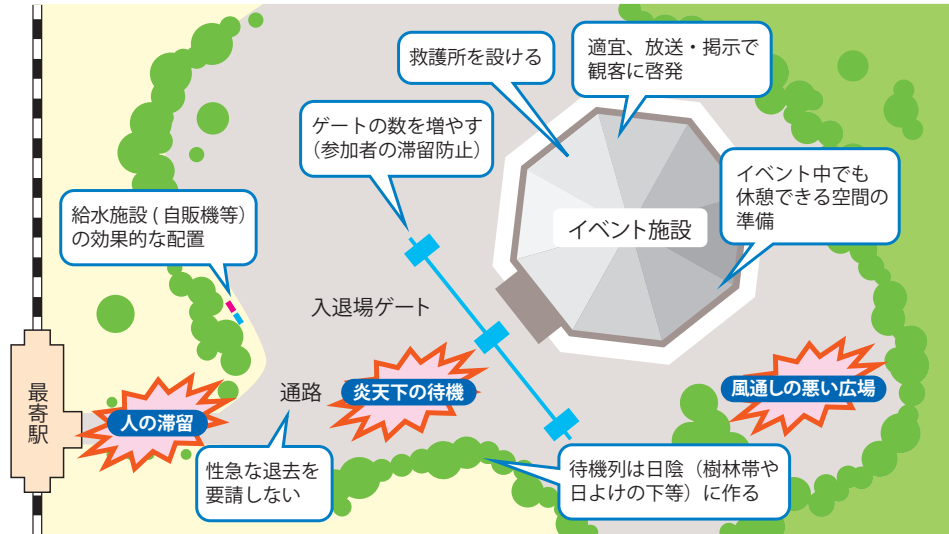 救護所を設ける
適宜、放送・掲示で
観客に啓発
ゲートの数を増やす
（参加者の滞留防止）
イベント中でも
休憩できる空間の
準備
給水施設 ( 自販機等 )
の効果的な配置
イベント施設
入退場ゲート
最寄駅
人の滞留
通路
炎天下の待機
風通しの悪い広場
性急な退去を
要請しない
待機列は日陰（樹林帯や
日よけの下等）に作る